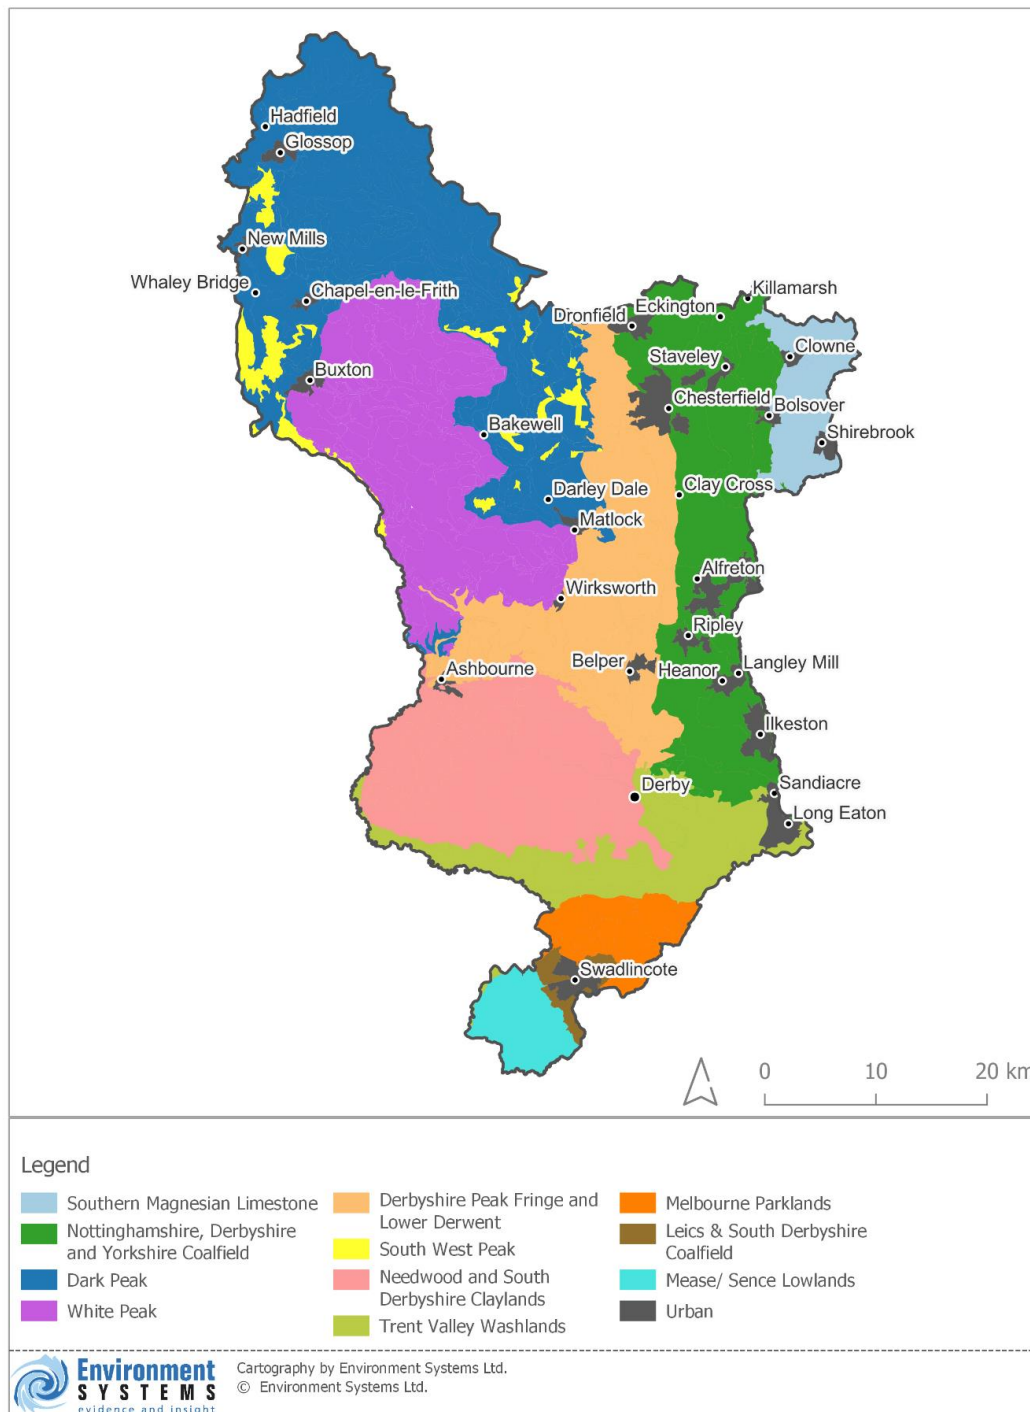 Hadfield
Glossop
New Mills
Whaley Bridge
Chapel-en-le-Frith
Killamarsh
Eckington
Dronfield
Clowne
Staveley
Buxton
Chesterfield
Bolsover
Bakewell
Shirebrook
Darley Dale
Clay Cross
Matlock
Alfreton
Wirksworth
Ripley
Belper
Heanor
Langley Mill
Ashbourne
Ilkeston
Derby
Sandiacre
Long Eaton
Swadlincote
0 10 20 km
Legend
Southern Magnesian Limestone
Nottinghamshire, Derbyshire
and Yorkshire Coalfield
Dark Peak
White Peak
Derbyshire Peak Fringe and
Lower Derwent
South West Peak
Needwood and South
Derbyshire Claylands
Trent Valley Washlands
Melbourne Parklands
Leics & South Derbyshire
Coalfield
Mease/ Sence Lowlands
Urban
Environment
SYSTEMS
evidence and insight
Cartography by Environment Systems Ltd.
© Environment Systems Ltd.